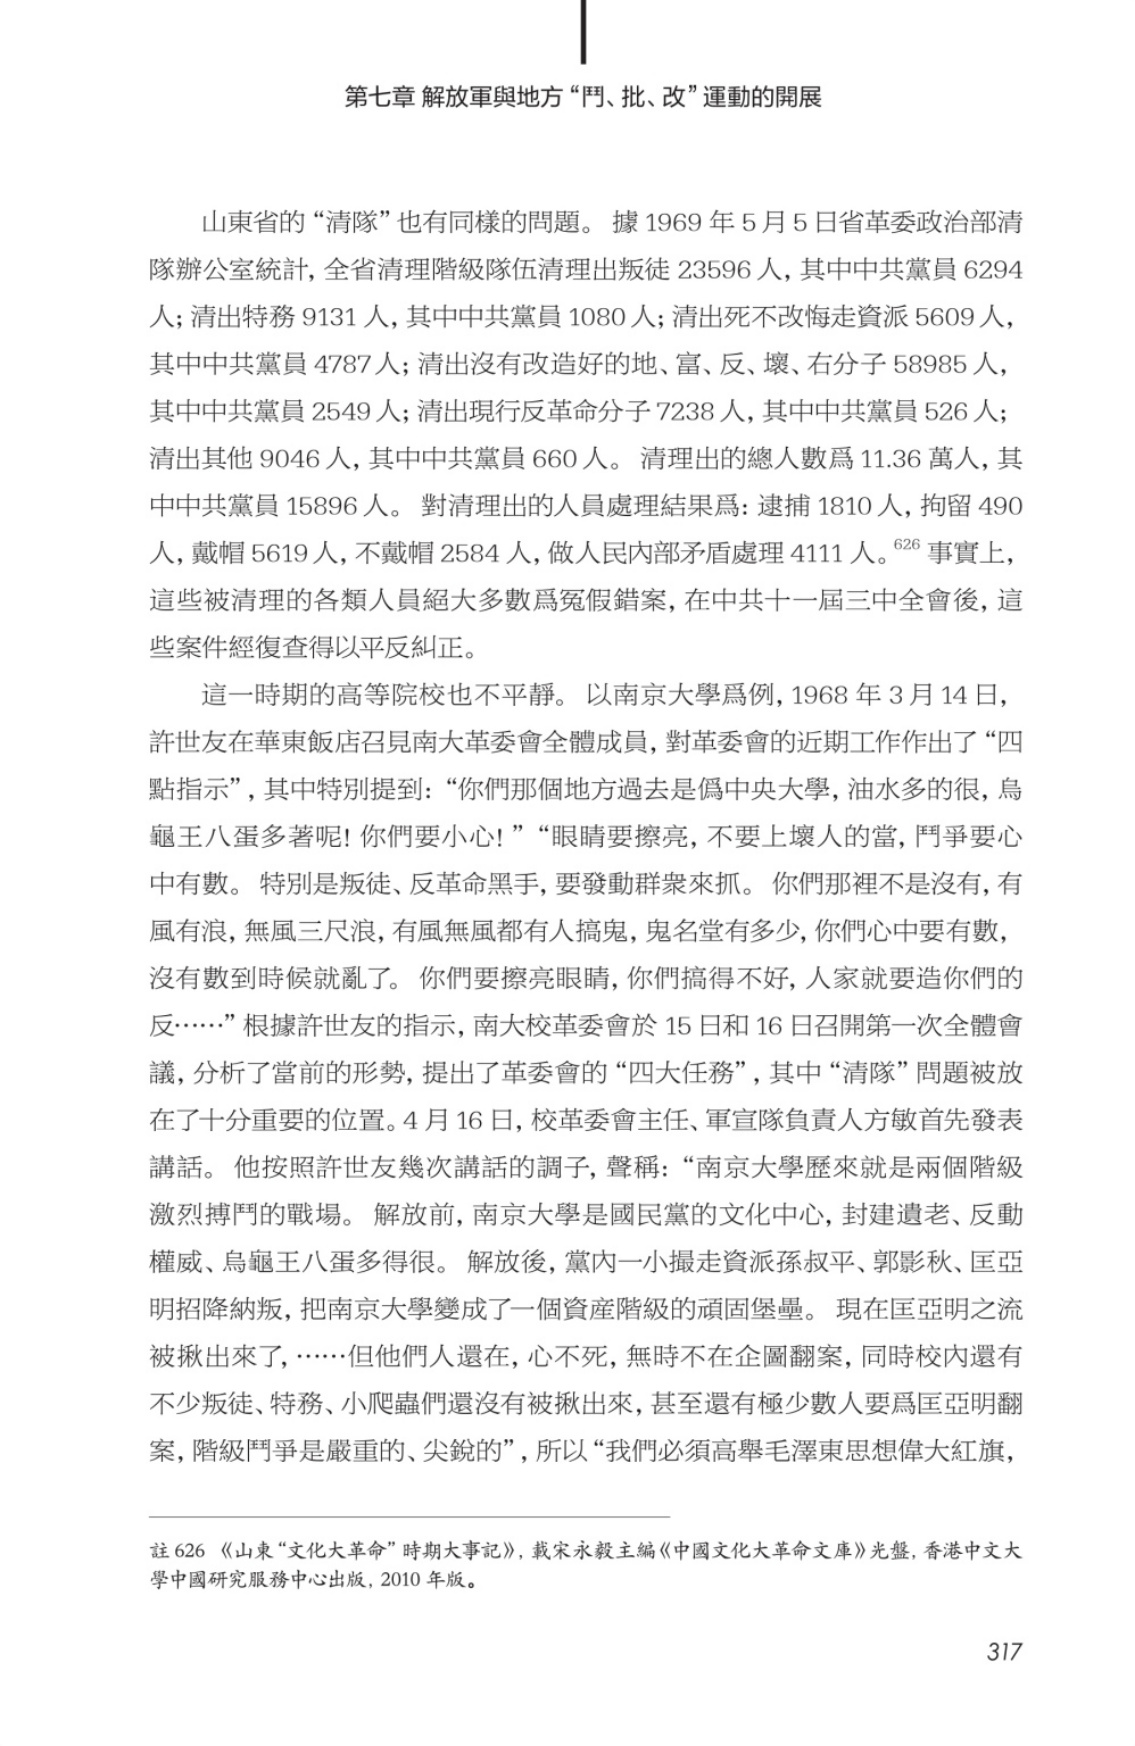 第七章 解放軍與地方“鬥、批、改”運動的開展
山東省的“清隊”也有同樣的問題。據 1969 年 5 月 5 日省革委政治部清
隊辦公室統計, 全省清理階級隊伍清理出叛徒 23596 人, 其中中共黨員 6294
人; 清出特務 9131 人, 其中中共黨員 1080 人; 清出死不改悔走資派 5609 人,
其中中共黨員 4787 人; 清出沒有改造好的地、富、反、壞、右分子 58985 人,
其中中共黨員 2549 人; 清出現行反革命分子 7238 人, 其中中共黨員 526 人;
清出其他 9046 人, 其中中共黨員 660 人。清理出的總人數爲 11.36 萬人, 其
中中共黨員 15896 人。對清理出的人員處理結果爲: 逮捕 1810 人, 拘留 490
人, 戴帽 5619 人, 不戴帽 2584 人, 做人民內部矛盾處理 4111 人。626 事實上,
這些被清理的各類人員絕大多數爲冤假錯案, 在中共十一屆三中全會後, 這
些案件經復查得以平反糾正。
這一時期的高等院校也不平靜。以南京大學爲例, 1968 年 3 月 14 日,
許世友在華東飯店召見南大革委會全體成員, 對革委會的近期工作作出了“四
點指示”, 其中特別提到: “你們那個地方過去是僞中央大學, 油水多的很, 烏
龜王八蛋多著呢! 你們要小心! ”“眼睛要擦亮, 不要上壞人的當, 鬥爭要心
中有數。特別是叛徒、反革命黑手, 要發動群衆來抓。你們那裡不是沒有, 有
風有浪, 無風三尺浪, 有風無風都有人搞鬼, 鬼名堂有多少, 你們心中要有數,
沒有數到時候就亂了。你們要擦亮眼睛, 你們搞得不好, 人家就要造你們的
反……” 根據許世友的指示, 南大校革委會於 15 日和 16 日召開第一次全體會
議, 分析了當前的形勢, 提出了革委會的“四大任務”, 其中“清隊”問題被放
在了十分重要的位置。4 月 16 日, 校革委會主任、軍宣隊負責人方敏首先發表
講話。他按照許世友幾次講話的調子, 聲稱: “南京大學歷來就是兩個階級
激烈搏鬥的戰場。解放前, 南京大學是國民黨的文化中心, 封建遺老、反動
權威、烏龜王八蛋多得很。解放後, 黨內一小撮走資派孫叔平、郭影秋、匡亞
明招降納叛, 把南京大學變成了一個資産階級的頑固堡壘。現在匡亞明之流
被揪出來了, ……但他們人還在, 心不死, 無時不在企圖翻案, 同時校內還有
不少叛徒、特務、小爬蟲們還沒有被揪出來, 甚至還有極少數人要爲匡亞明翻
案, 階級鬥爭是嚴重的、尖銳的”, 所以“我們必須高舉毛澤東思想偉大紅旗,
註 626 《山東“文化大革命”時期大事記》, 載宋永毅主編《中國文化大革命文庫》光盤, 香港中文大
學中國研究服務中心出版, 2010 年版。
317